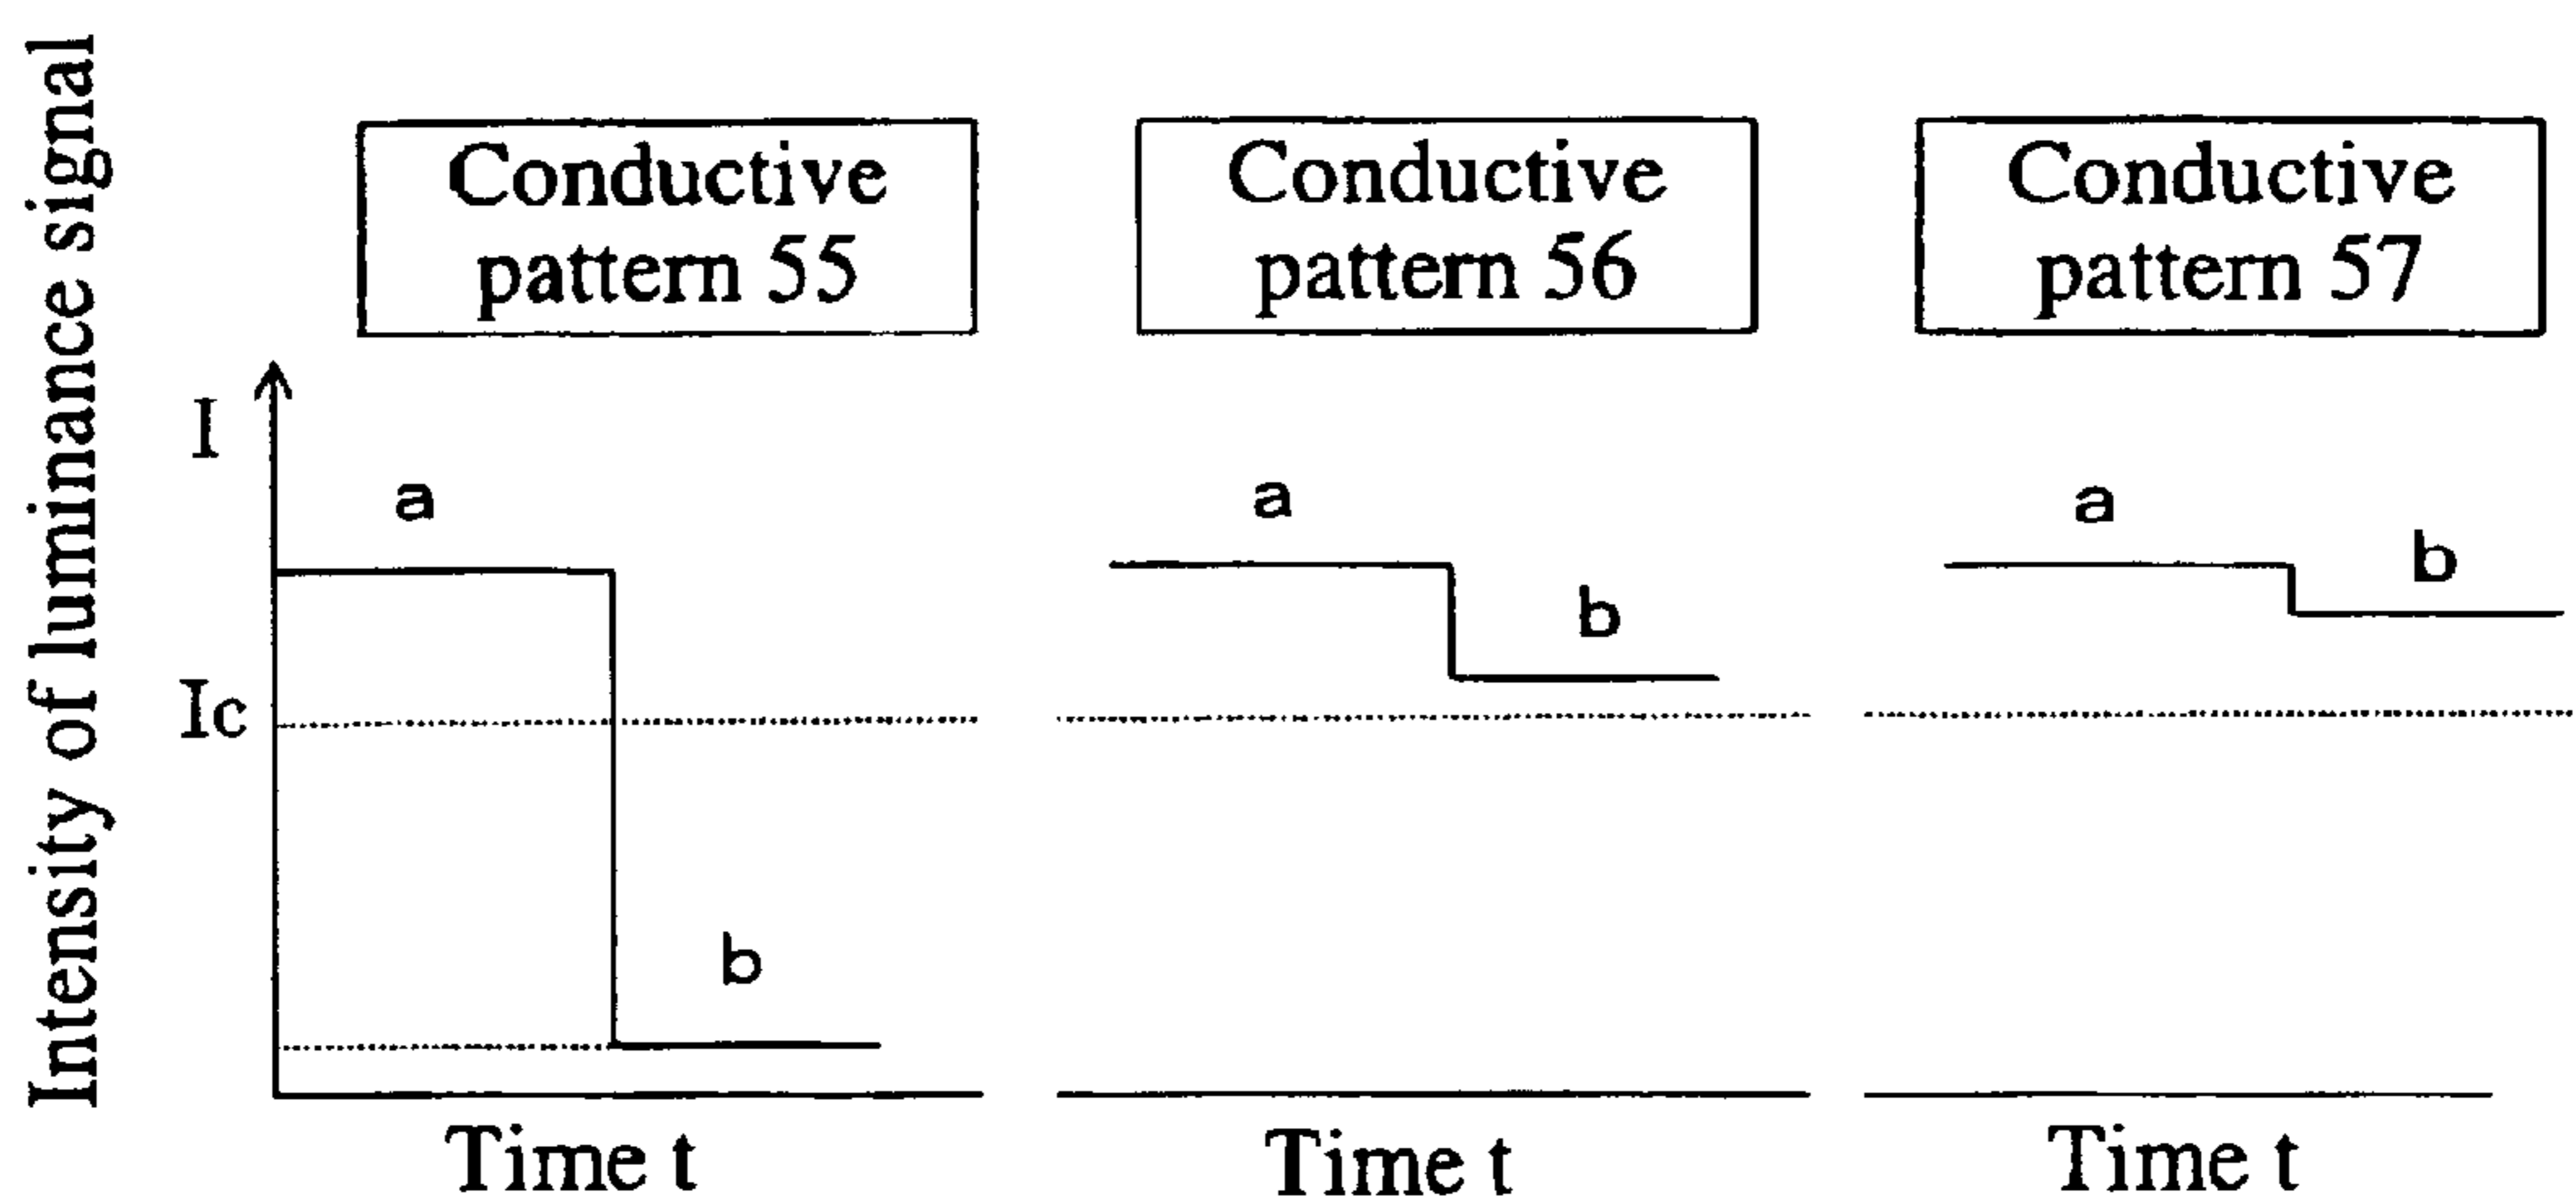 Intensity of luminance signal
Conductive
pattern 55
Conductive
pattern 56
Conductive
pattern 57
I
a
a
a
b
b
Ic
b
Time t
Time t
Time t